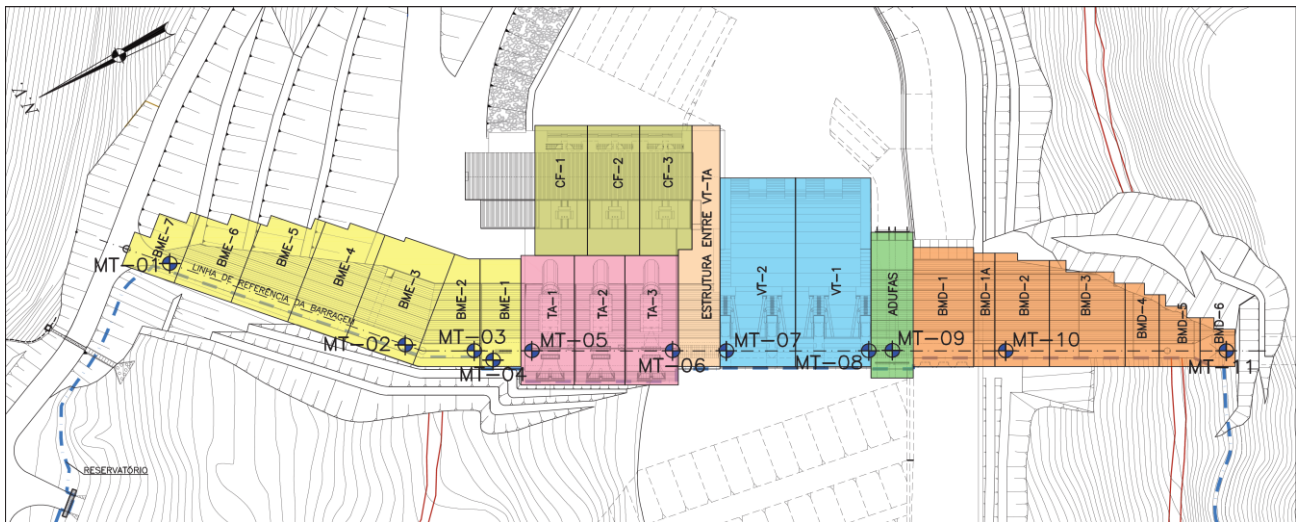 N.V.
BME-7
BME-6
BME-5
BME-4
BME-3
BME-2
BME-1
LINHA DE REFERÊNCIA DA BARRAGEM
CF-1
CF-2
CF-3
ESTRUTURA ENTRE VT-TA
TA-1
TA-2
TA-3
VT-2
VT-1
ADUFAS
BMD-1
BMD-1A
BMD-2
BMD-3
BMD-4
BMD-5
BMD-6
MT-01
MT-02
MT-03
MT-04
MT-05
MT-06
MT-07
MT-08
MT-09
MT-10
MT-11
RESERVATÓRIO